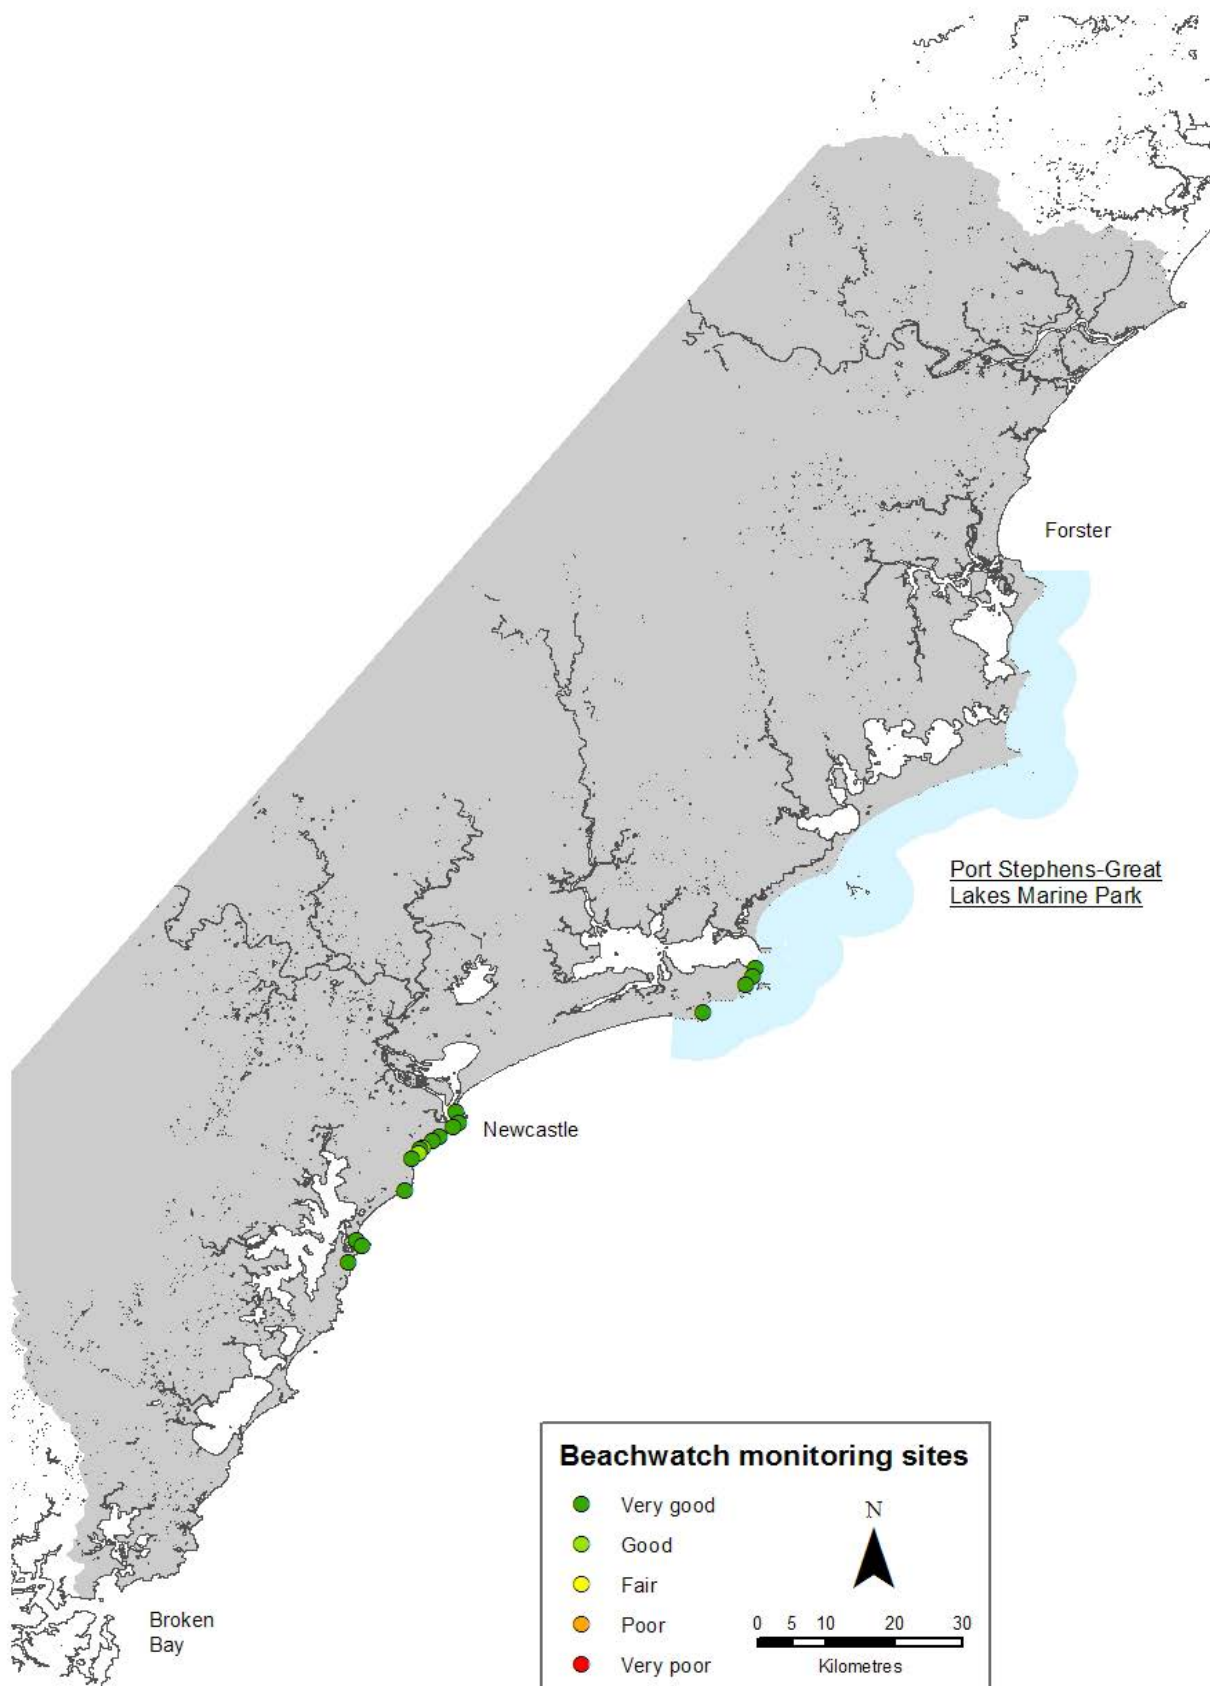 Forster
Port Stephens-Great
Lakes Marine Park
Newcastle
Broken
Bay
Beachwatch monitoring sites
Very good
Good
Fair
Poor
Very poor
N
0 5 10 20 30
Kilometres